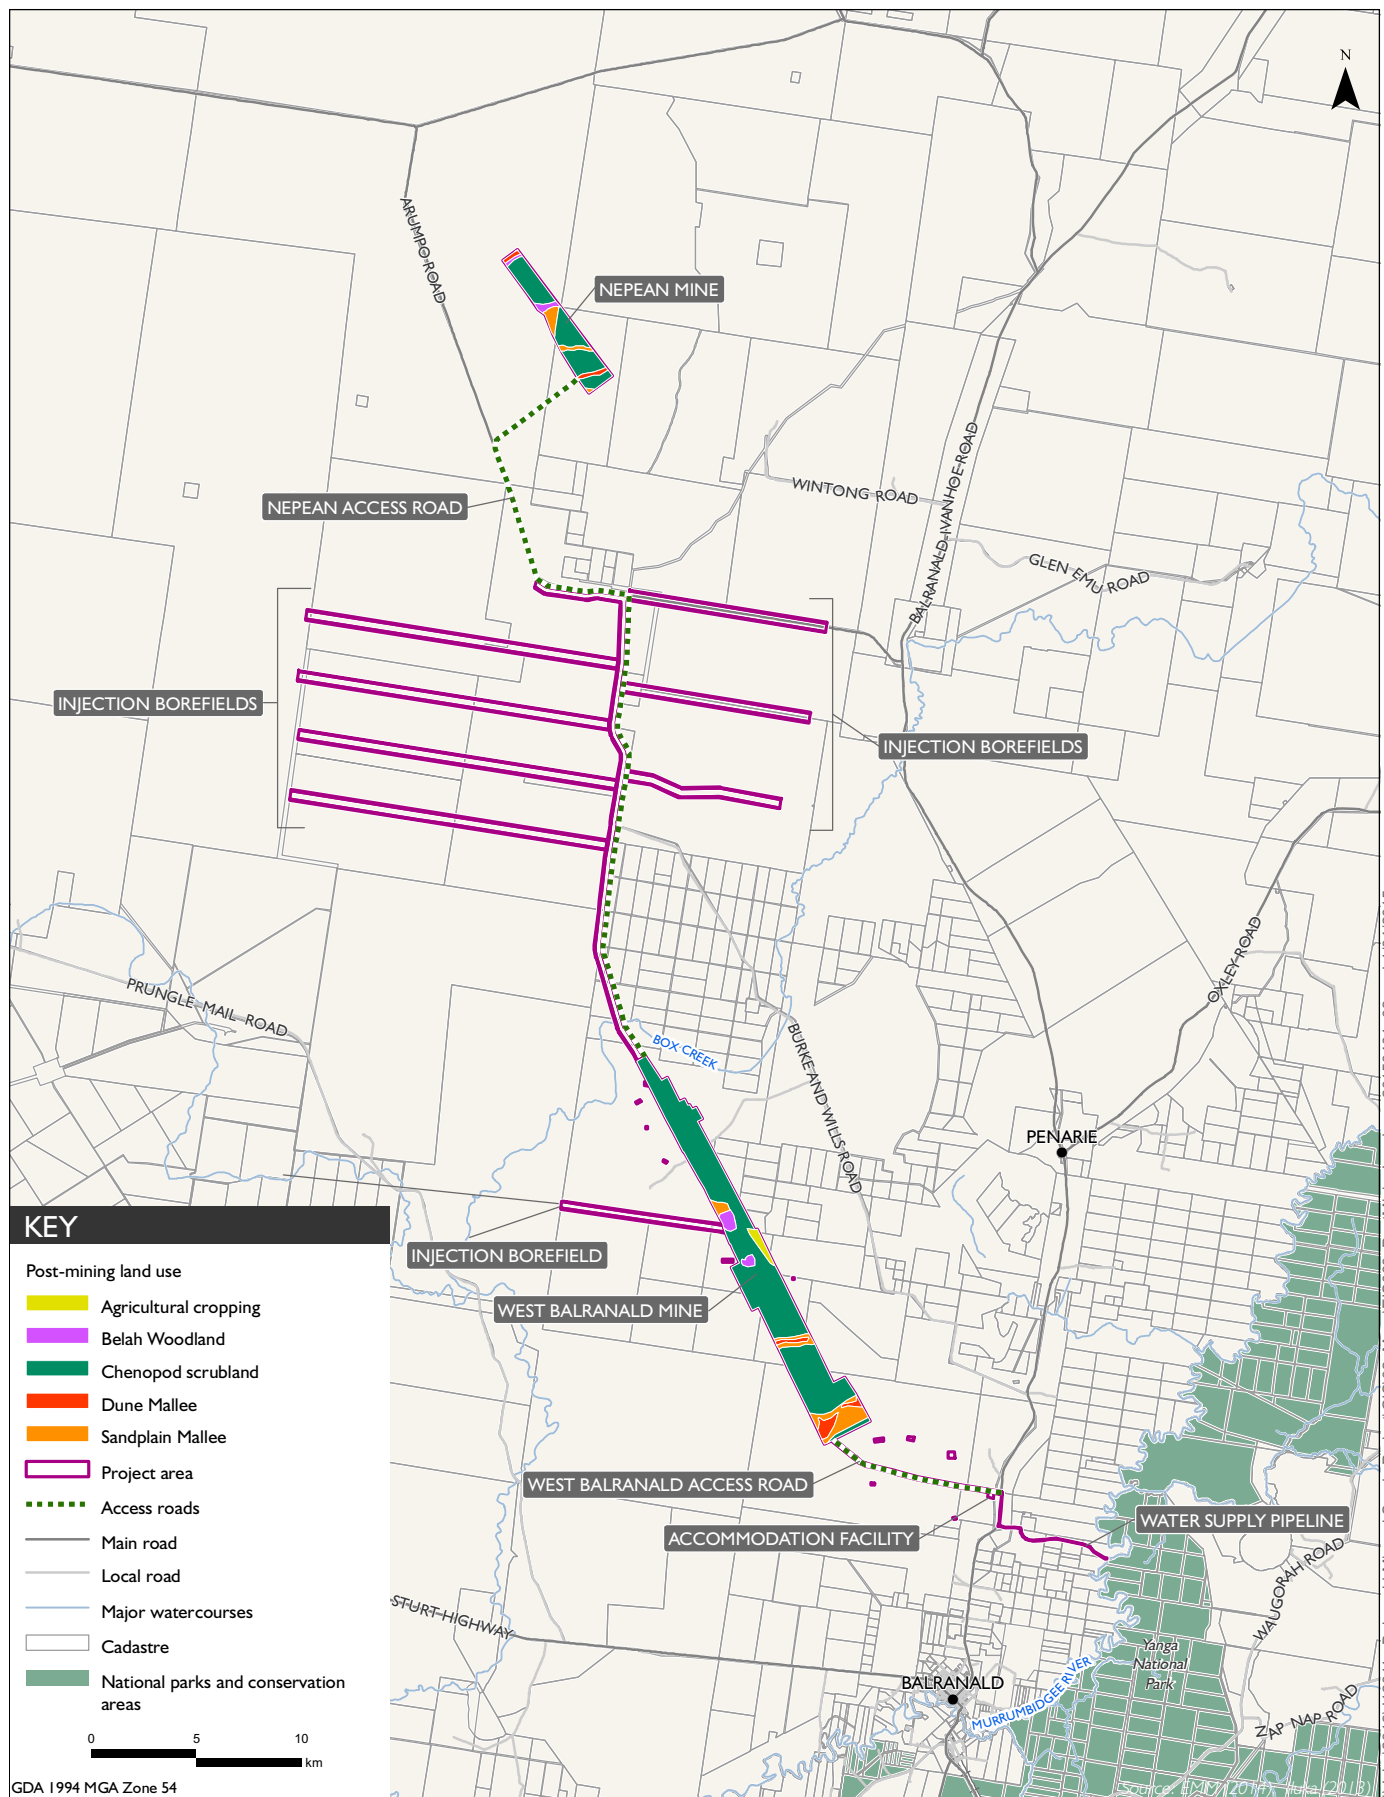 N
ARUMPO ROAD
NEPEAN MINE
BALRANALD-IVANHOE ROAD
WINTONG ROAD
NEPEAN ACCESS ROAD
GLEN EMU ROAD
INJECTION BOREFIELDS
INJECTION BOREFIELDS
OXLEY ROAD
PRUNGLE MAIL ROAD
BOX CREEK
BURKE AND WILLS ROAD
PENARIE
INJECTION BOREFIELD
WEST BALRANALD MINE
WEST BALRANALD ACCESS ROAD
WATER SUPPLY PIPELINE
ACCOMMODATION FACILITY
WAUGORAH ROAD
STURT HIGHWAY
Yanga
National
Park
BALRANALD
MURRUMBIDGEE RIVER
ZAP NAP ROAD
KEY
Post-mining land use
Agricultural cropping
Belah Woodland
Chenopod scrubland
Dune Mallee
Sandplain Mallee
Project area
Access roads
Main road
Local road
Major watercourses
Cadastre
National parks and conservation
areas
0 5 10
km
GDA 1994 MGA Zone 54
Source: EMM (2014); Iluka (2013)